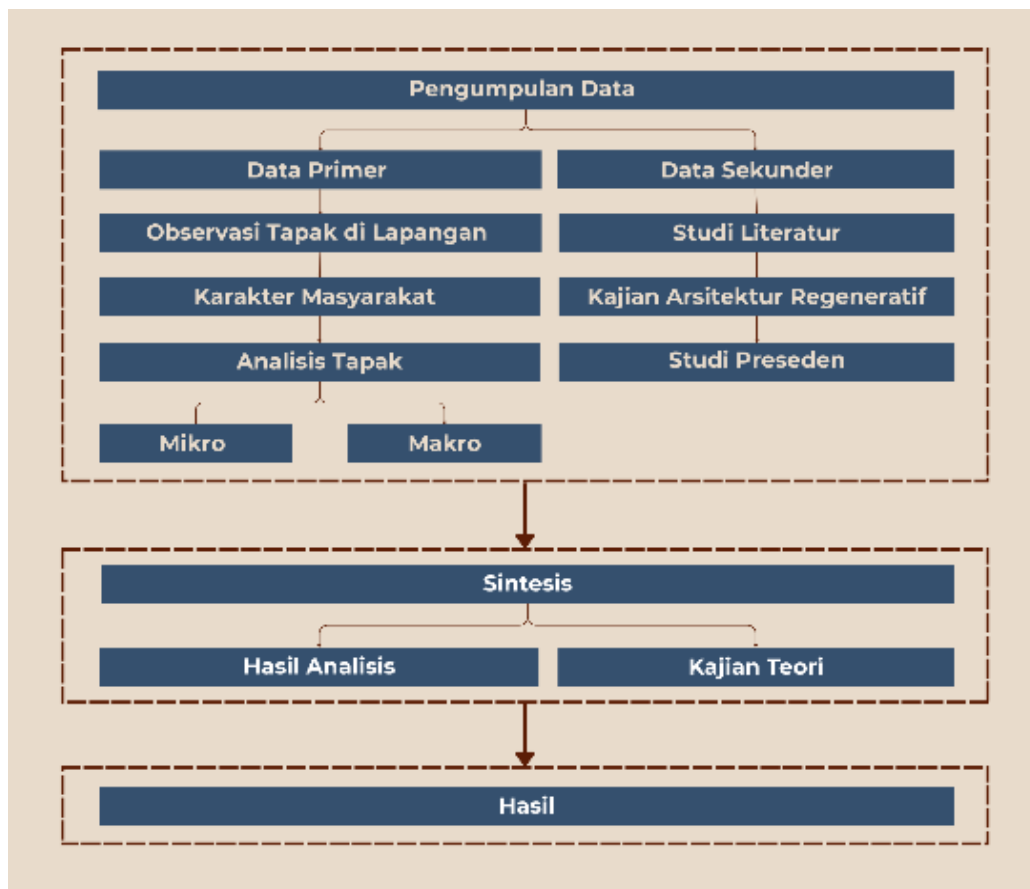 Pengumpulan Data
Data Primer
Data Sekunder
Observasi Tapak di Lapangan
Studi Literatur
Karakter Masyarakat
Kajian Arsitektur Regeneratif
Analisis Tapak
Studi Preseden
Mikro
Makro
Sintesis
Hasil Analisis
Kajian Teori
Hasil